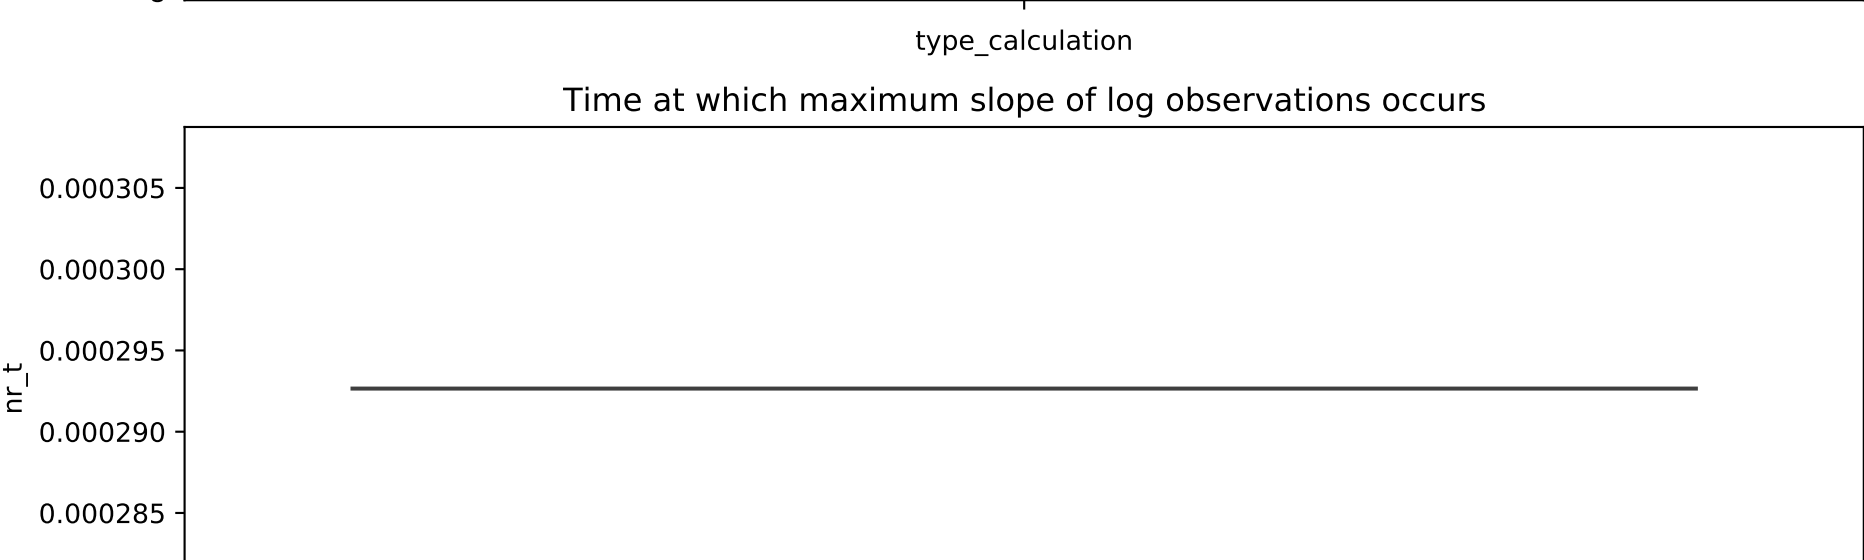 type_calculation
Time at which maximum slope of log observations occurs
0.000305
0.000300
0.000295
nr_t
0.000290
0.000285